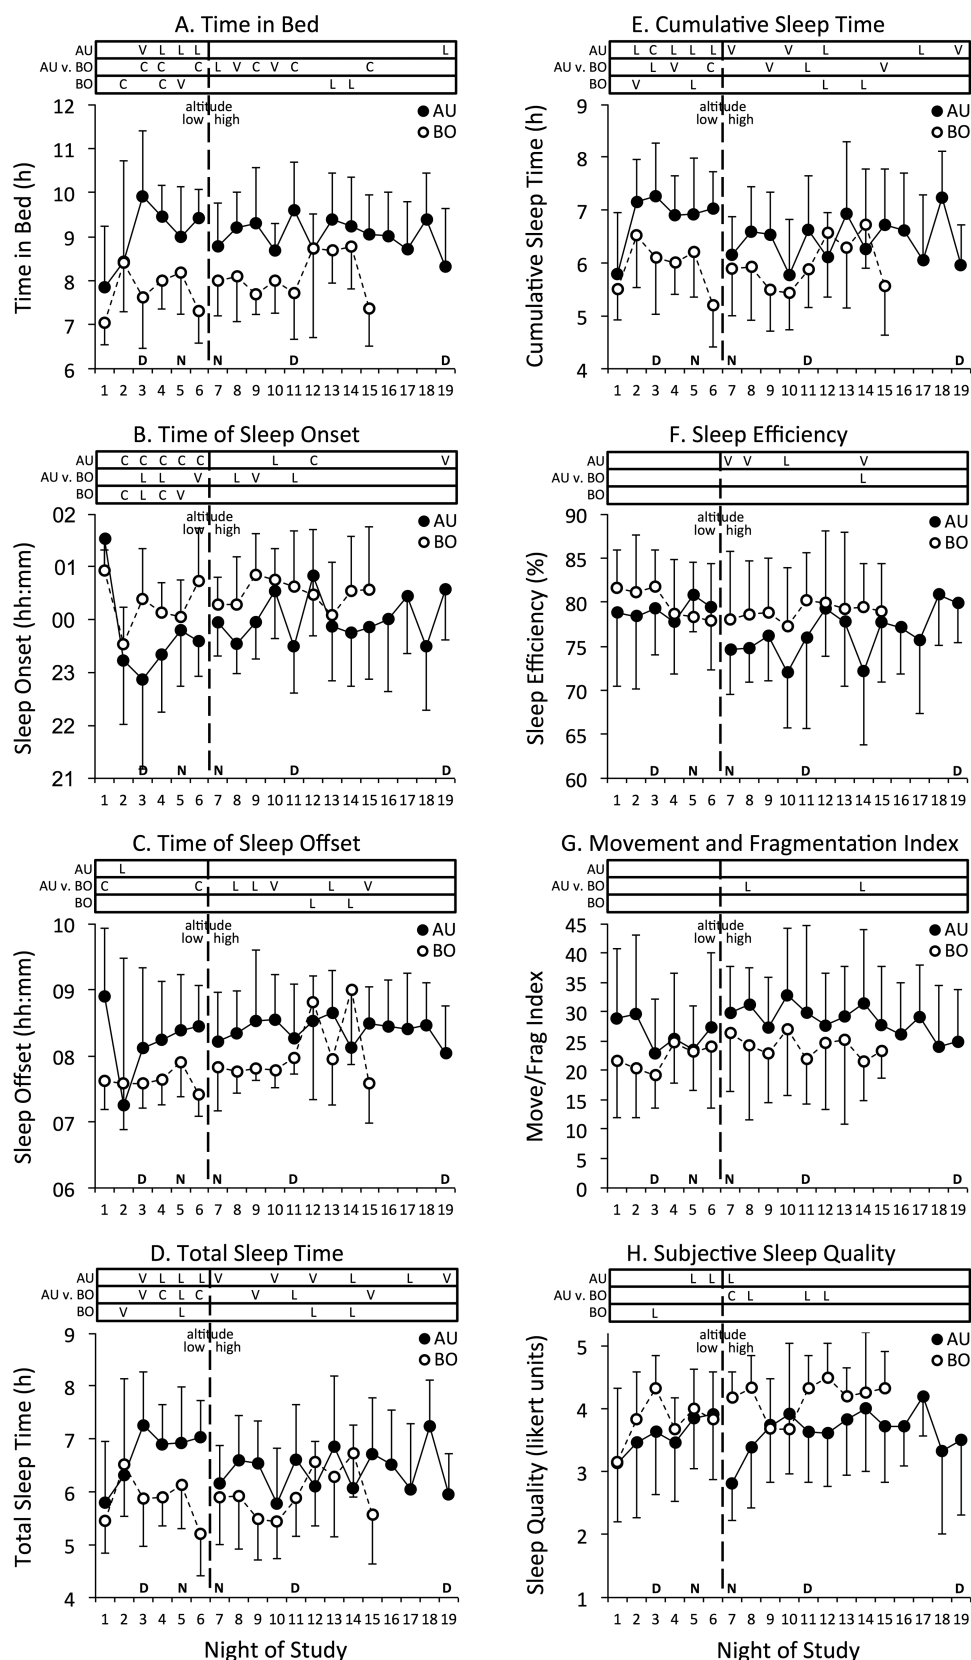 A. Time in Bed
AU V L L L L
AU v. BO C C C L V C V C C
BO C C V L L
altitude
low high
AU
BO
Time in Bed (h)
12
11
10
9
8
7
6
D N N D D
1 2 3 4 5 6 7 8 9 10 11 12 13 14 15 16 17 18 19
E. Cumulative Sleep Time
AU L C L L L V V L L V
AU v. BO L V C V L V
BO V L L L
altitude
low high
AU
BO
Cumulative Sleep Time (h)
9
8
7
6
5
4
D N N D D
1 2 3 4 5 6 7 8 9 10 11 12 13 14 15 16 17 18 19
B. Time of Sleep Onset
AU C C C C C L C V
AU v. BO L L V L V L
BO C L C V
altitude
low high
AU
BO
Sleep Onset (hh:mm)
02
01
00
23
22
21
D N N D D
1 2 3 4 5 6 7 8 9 10 11 12 13 14 15 16 17 18 19
F. Sleep Efficiency
AU V V L V
AU v. BO L
BO
altitude
low high
AU
BO
Sleep Efficiency (%)
90
85
80
75
70
65
60
D N N D D
1 2 3 4 5 6 7 8 9 10 11 12 13 14 15 16 17 18 19
C. Time of Sleep Offset
AU L
AU v. BO C C L L V L V
BO L L
altitude
low high
AU
BO
Sleep Offset (hh:mm)
10
09
08
07
06
D N N D D
1 2 3 4 5 6 7 8 9 10 11 12 13 14 15 16 17 18 19
G. Movement and Fragmentation Index
AU
AU v. BO L L
BO
altitude
low high
AU
BO
Move/Frag Index
45
40
35
30
25
20
15
10
5
0
D N N D D
1 2 3 4 5 6 7 8 9 10 11 12 13 14 15 16 17 18 19
D. Total Sleep Time
AU V L L L V V V L L V
AU v. BO V C L C V L V
BO V L L L
altitude
low high
AU
BO
Total Sleep Time (h)
9
8
7
6
5
4
D N N D D
1 2 3 4 5 6 7 8 9 10 11 12 13 14 15 16 17 18 19
Night of Study
H. Subjective Sleep Quality
AU L L L
AU v. BO C L L L
BO L
altitude
low high
AU
BO
Sleep Quality (likert units)
5
4
3
2
1
D N N D D
1 2 3 4 5 6 7 8 9 10 11 12 13 14 15 16 17 18 19
Night of Study